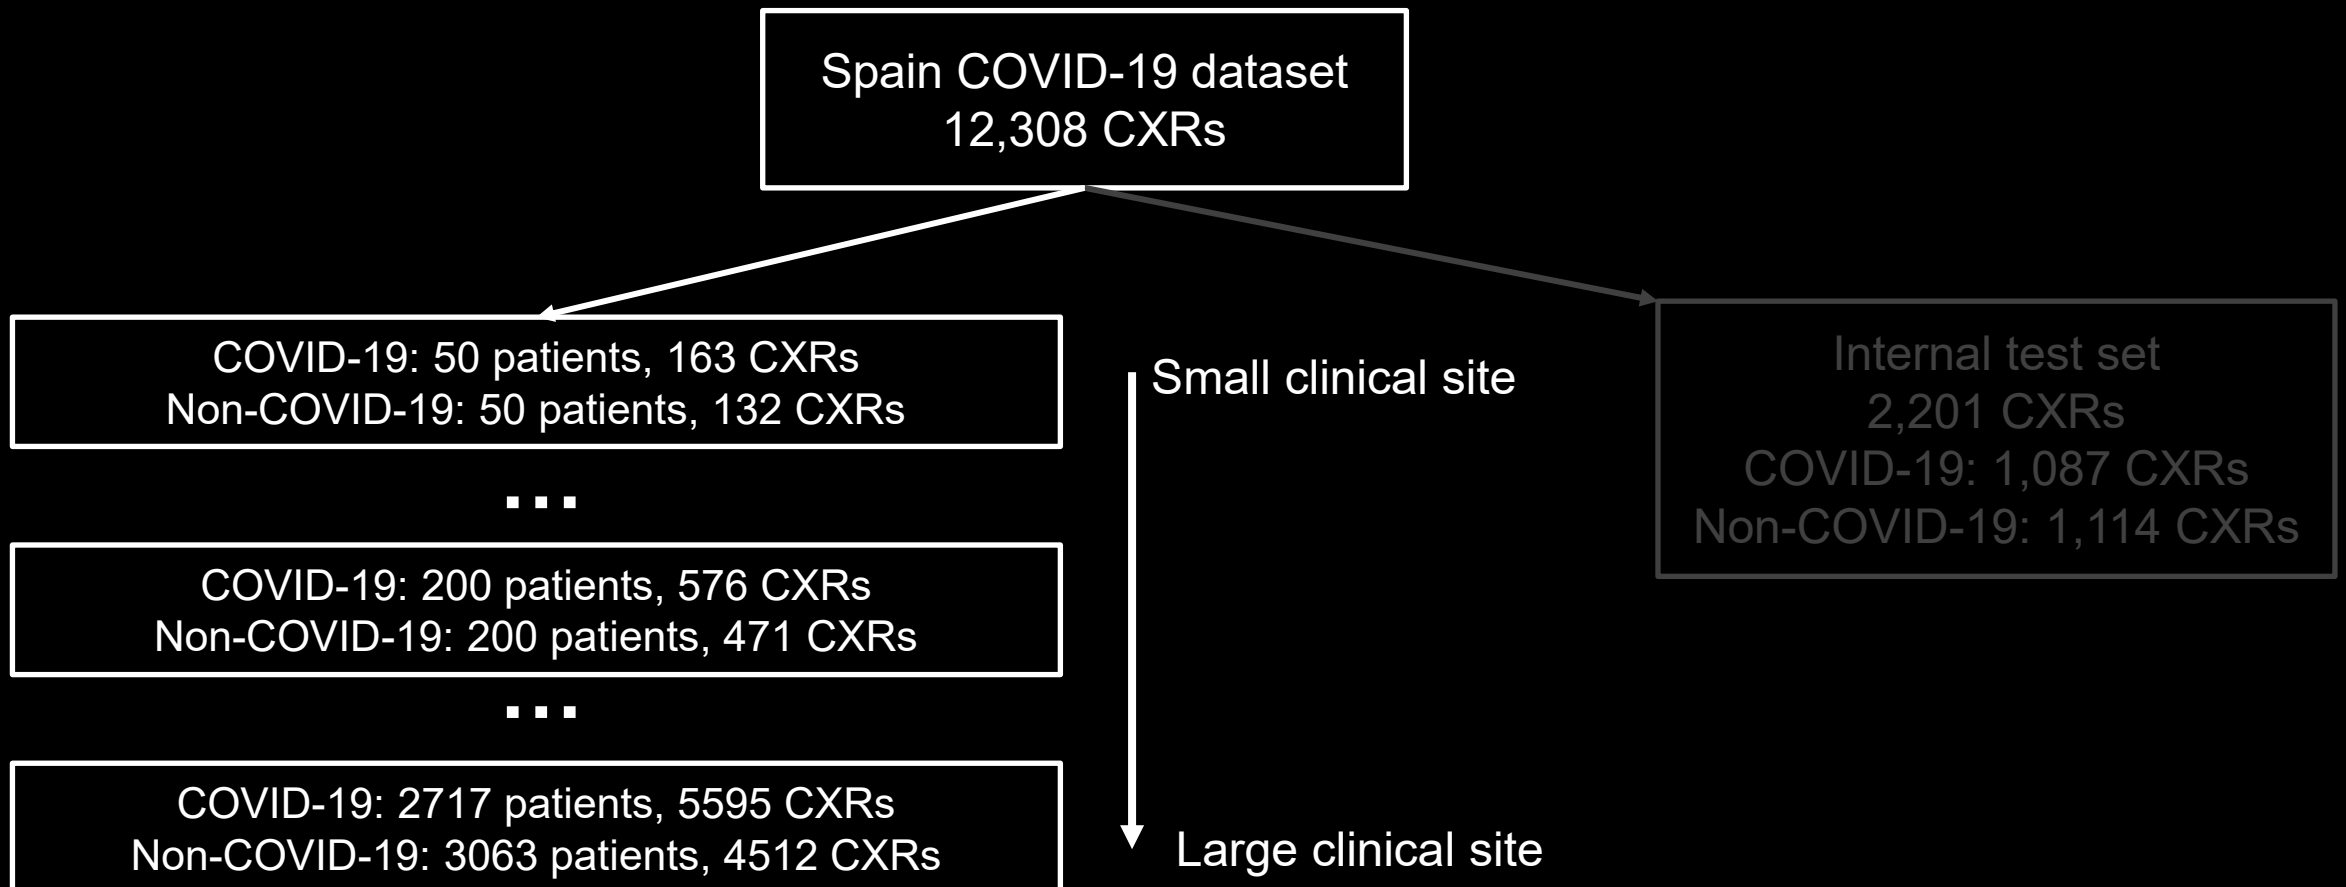 Spain COVID-19 dataset
12,308 CXRs
COVID-19: 50 patients, 163 CXRs
Non-COVID-19: 50 patients, 132 CXRs
...
COVID-19: 200 patients, 576 CXRs
Non-COVID-19: 200 patients, 471 CXRs
...
COVID-19: 2717 patients, 5595 CXRs
Non-COVID-19: 3063 patients, 4512 CXRs
Small clinical site
Large clinical site
Internal test set
2,201 CXRs
COVID-19: 1,087 CXRs
Non-COVID-19: 1,114 CXRs